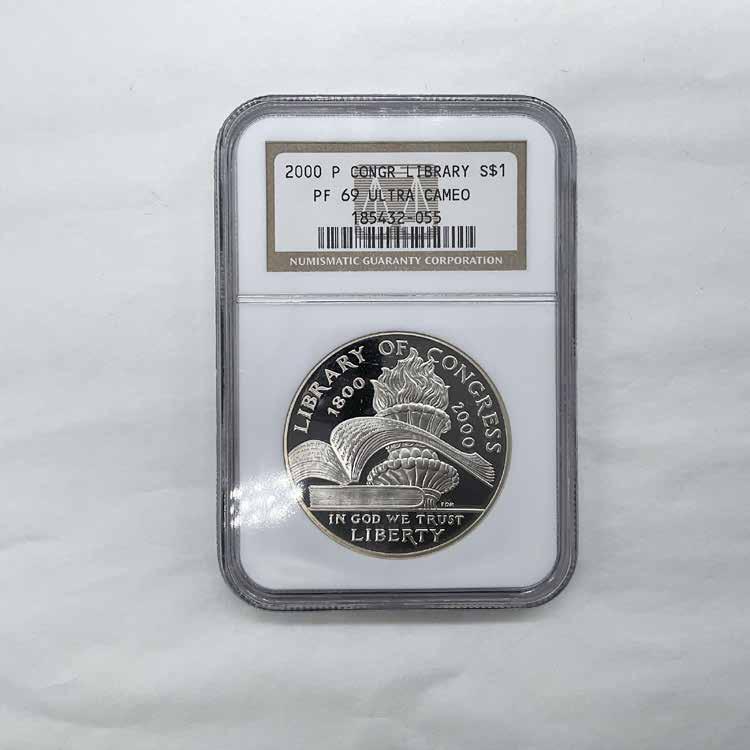 2000 P CONGR LIBRARY S$1
PF 69 ULTRA CAMEO
185432-055
NUMISMATIC GUARANTY CORPORATION
LIBRARY OF CONGRESS
1800
2000
IN GOD WE TRUST
LIBERTY